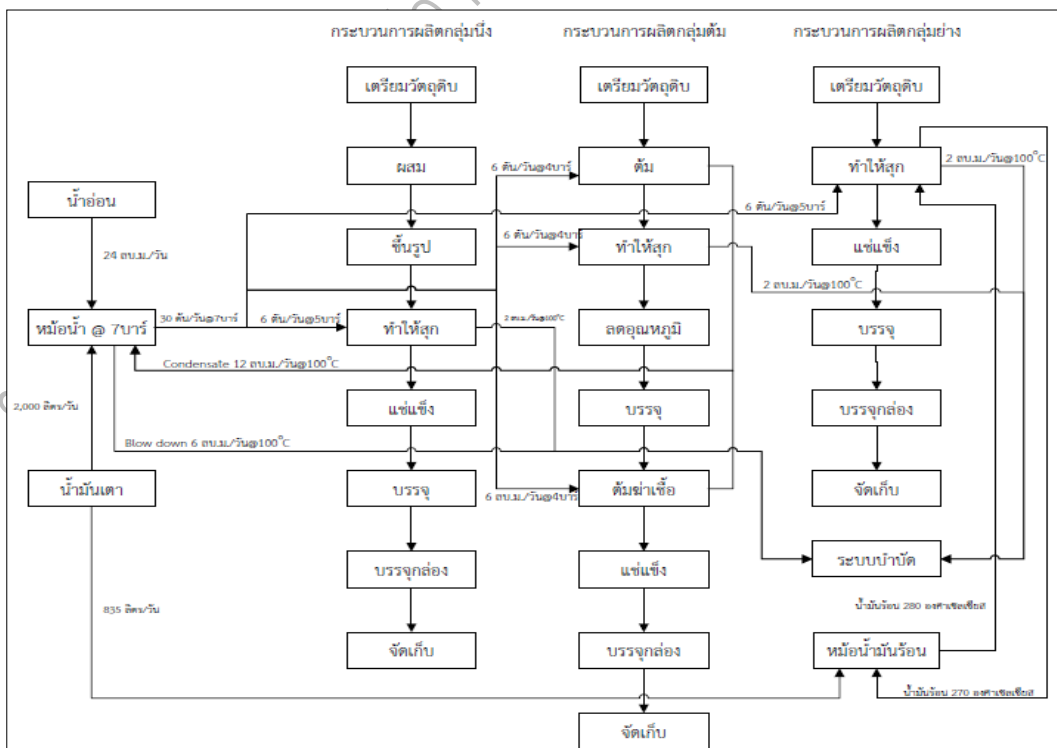 กระบวนการผลิตกลุ่มนึ่ง
กระบวนการผลิตกลุ่มต้ม
กระบวนการผลิตกลุ่มย่าง
เตรียมวัตถุดิบ
เตรียมวัตถุดิบ
เตรียมวัตถุดิบ
ผสม
6 ตัน/วัน@4บาร์
ต้ม
ทำให้สุก
2 ลบ.ม./วัน@100°C
น้ำอ่อน
6 ตัน/วัน@5บาร์
ขึ้นรูป
6 ตัน/วัน@4บาร์
ทำให้สุก
แช่แข็ง
24 ลบ.ม./วัน
2 ลบ.ม./วัน@100°C
หม้อน้ำ @ 7บาร์
30 ตัน/วัน@7บาร์
6 ตัน/วัน@5บาร์
ทำให้สุก
2 ลบ.ม./วัน@100°C
ลดอุณหภูมิ
บรรจุ
Condensate 12 ลบ.ม./วัน@100°C
2,000 ลิตร/วัน
แช่แข็ง
บรรจุ
บรรจุกล่อง
Blow down 6 ลบ.ม./วัน@100°C
น้ำมันเตา
บรรจุ
6 ลบ.ม./วัน@4บาร์
ต้มฆ่าเชื้อ
จัดเก็บ
บรรจุกล่อง
แช่แข็ง
ระบบบำบัด
835 ลิตร/วัน
น้ำมันร้อน 280 องศาเซลเซียส
จัดเก็บ
บรรจุกล่อง
หม้อน้ำมันร้อน
น้ำมันร้อน 270 องศาเซลเซียส
จัดเก็บ